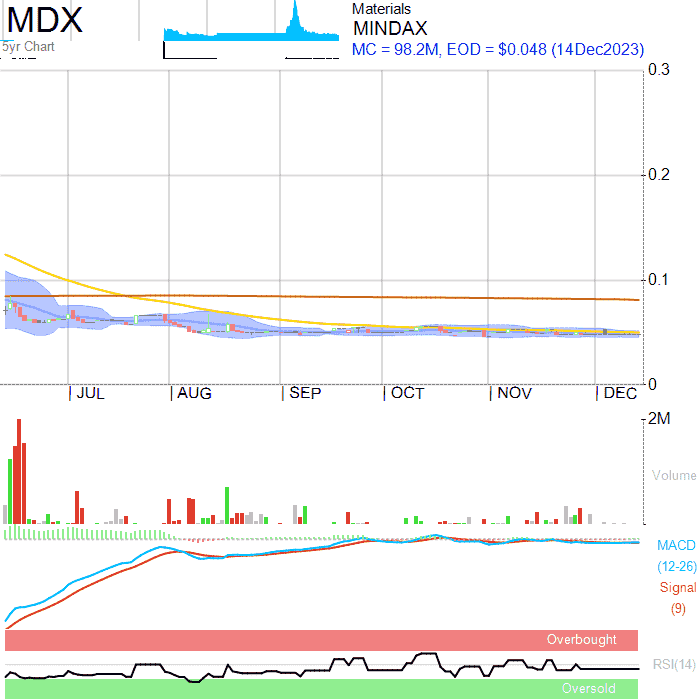 MDX
5yr Chart
Materials
MINDAX
MC = 98.2M, EOD = $0.048 (14Dec2023)
0.3
0.2
0.1
0
JUL AUG SEP OCT NOV DEC
2M
Volume
MACD
(12-26)
Signal
(9)
Overbought
RSI(14)
Oversold